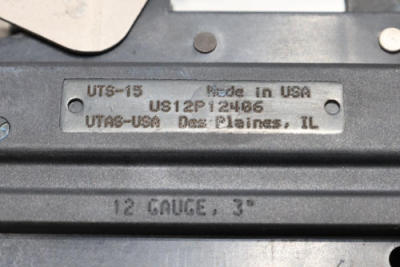 UTS-15 Made in USA
US12P12406
UTAS-USA Des Plaines, IL
12 GAUGE, 3"